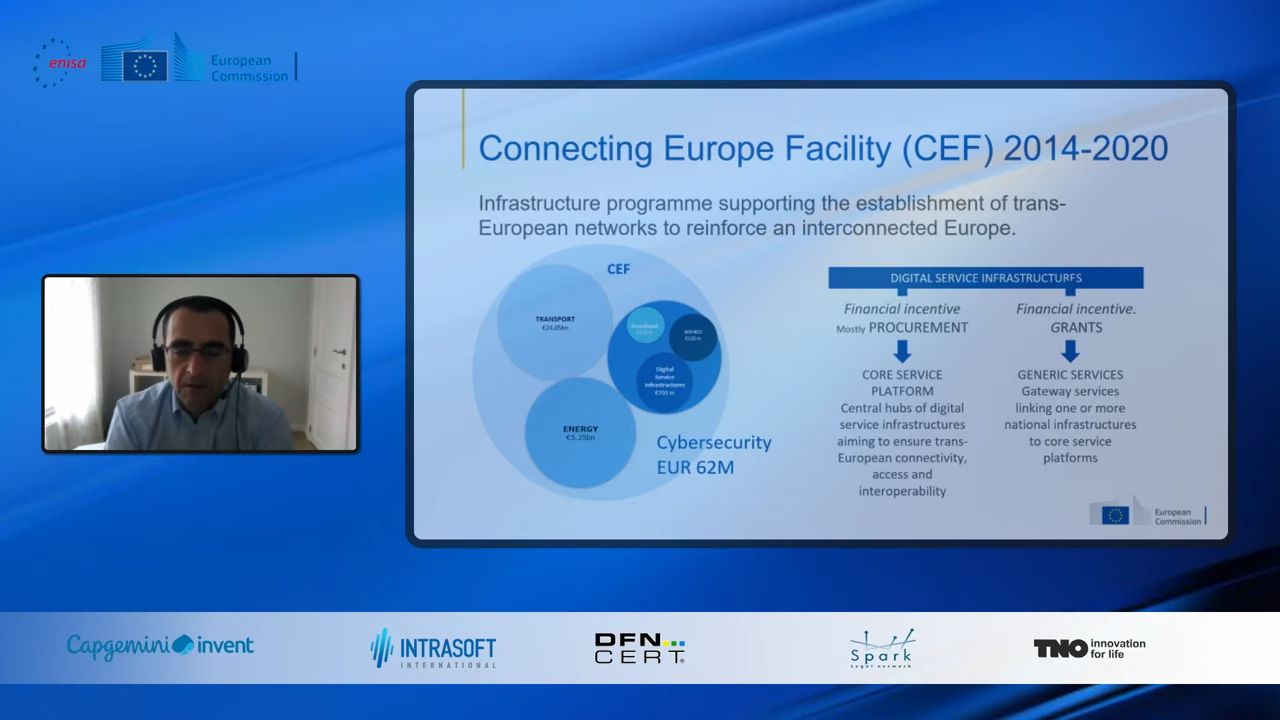 enisa
European
Commission
Connecting Europe Facility (CEF) 2014-2020
Infrastructure programme supporting the establishment of trans-
European networks to reinforce an interconnected Europe.
CEF
TRANSPORT
€24.05bn
ENERGY
€5.35bn
Broadband
Digital
Service
Infrastructures
Cybersecurity
EUR 62M
DIGITAL SERVICE INFRASTRUCTURES
Financial incentive
Mostly PROCUREMENT
CORE SERVICE
PLATFORM
Central hubs of digital
service infrastructures
aiming to ensure trans-
European connectivity,
access and
interoperability
Financial incentive.
GRANTS
GENERIC SERVICES
Gateway services
linking one or more
national infrastructures
to core service
platforms
European
Commission
Capgemini invent
INTRASOFT
INTERNATIONAL
DFN
CERT®
Spark
Legal network
TNO innovation
for life